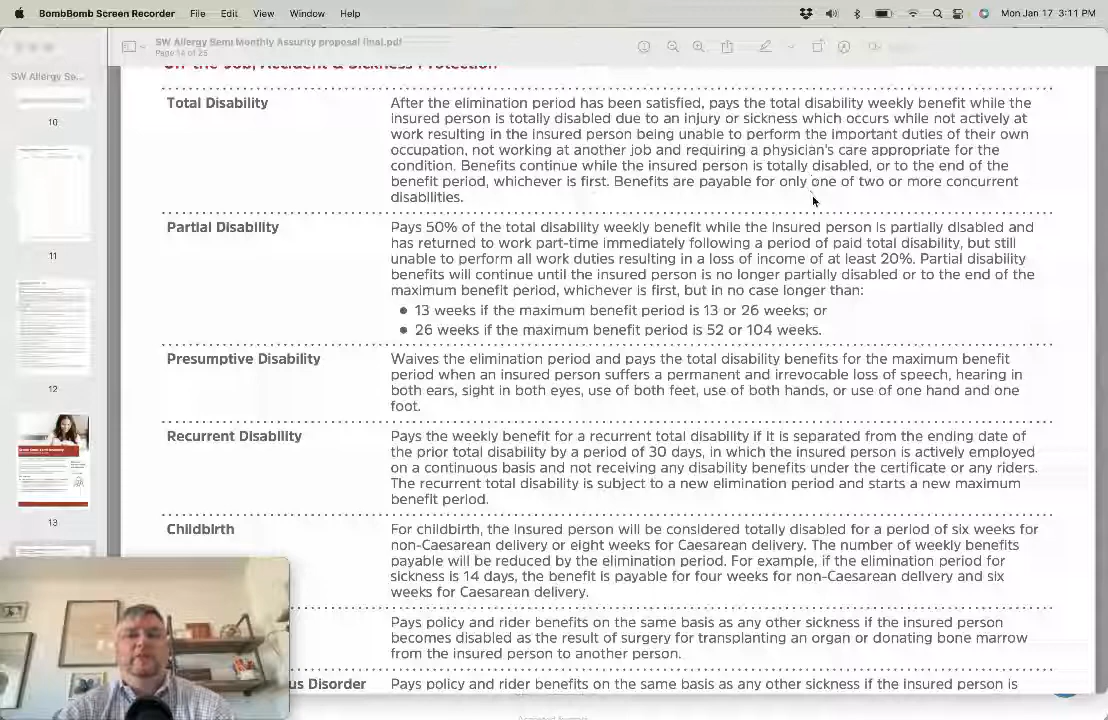 BombBomb Screen Recorder File Edit View Window Help Mon Jan 17 3:11 PM
SW Allergy Semi Monthly Assurity proposal final.pdf
Page 14 of 25
SW Allergy Se...
Off-the-Job, Accident & Sickness Protection
10
11
12
13
Total Disability
After the elimination period has been satisfied, pays the total disability weekly benefit while the
insured person is totally disabled due to an injury or sickness which occurs while not actively at
work resulting in the insured person being unable to perform the important duties of their own
occupation, not working at another job and requiring a physician's care appropriate for the
condition. Benefits continue while the insured person is totally disabled, or to the end of the
benefit period, whichever is first. Benefits are payable for only one of two or more concurrent
disabilities.
Partial Disability
Pays 50% of the total disability weekly benefit while the insured person is partially disabled and
has returned to work part-time immediately following a period of paid total disability, but still
unable to perform all work duties resulting in a loss of income of at least 20%. Partial disability
benefits will continue until the insured person is no longer partially disabled or to the end of the
maximum benefit period, whichever is first, but in no case longer than:
• 13 weeks if the maximum benefit period is 13 or 26 weeks; or
• 26 weeks if the maximum benefit period is 52 or 104 weeks.
Presumptive Disability
Waives the elimination period and pays the total disability benefits for the maximum benefit
period when an insured person suffers a permanent and irrevocable loss of speech, hearing in
both ears, sight in both eyes, use of both feet, use of both hands, or use of one hand and one
foot.
Recurrent Disability
Pays the weekly benefit for a recurrent total disability if it is separated from the ending date of
the prior total disability by a period of 30 days, in which the insured person is actively employed
on a continuous basis and not receiving any disability benefits under the certificate or any riders.
The recurrent total disability is subject to a new elimination period and starts a new maximum
benefit period.
Childbirth
For childbirth, the insured person will be considered totally disabled for a period of six weeks for
non-Caesarean delivery or eight weeks for Caesarean delivery. The number of weekly benefits
payable will be reduced by the elimination period. For example, if the elimination period for
sickness is 14 days, the benefit is payable for four weeks for non-Caesarean delivery and six
weeks for Caesarean delivery.
Pays policy and rider benefits on the same basis as any other sickness if the insured person
becomes disabled as the result of surgery for transplanting an organ or donating bone marrow
from the insured person to another person.
us Disorder
Pays policy and rider benefits on the same basis as any other sickness if the insured person is